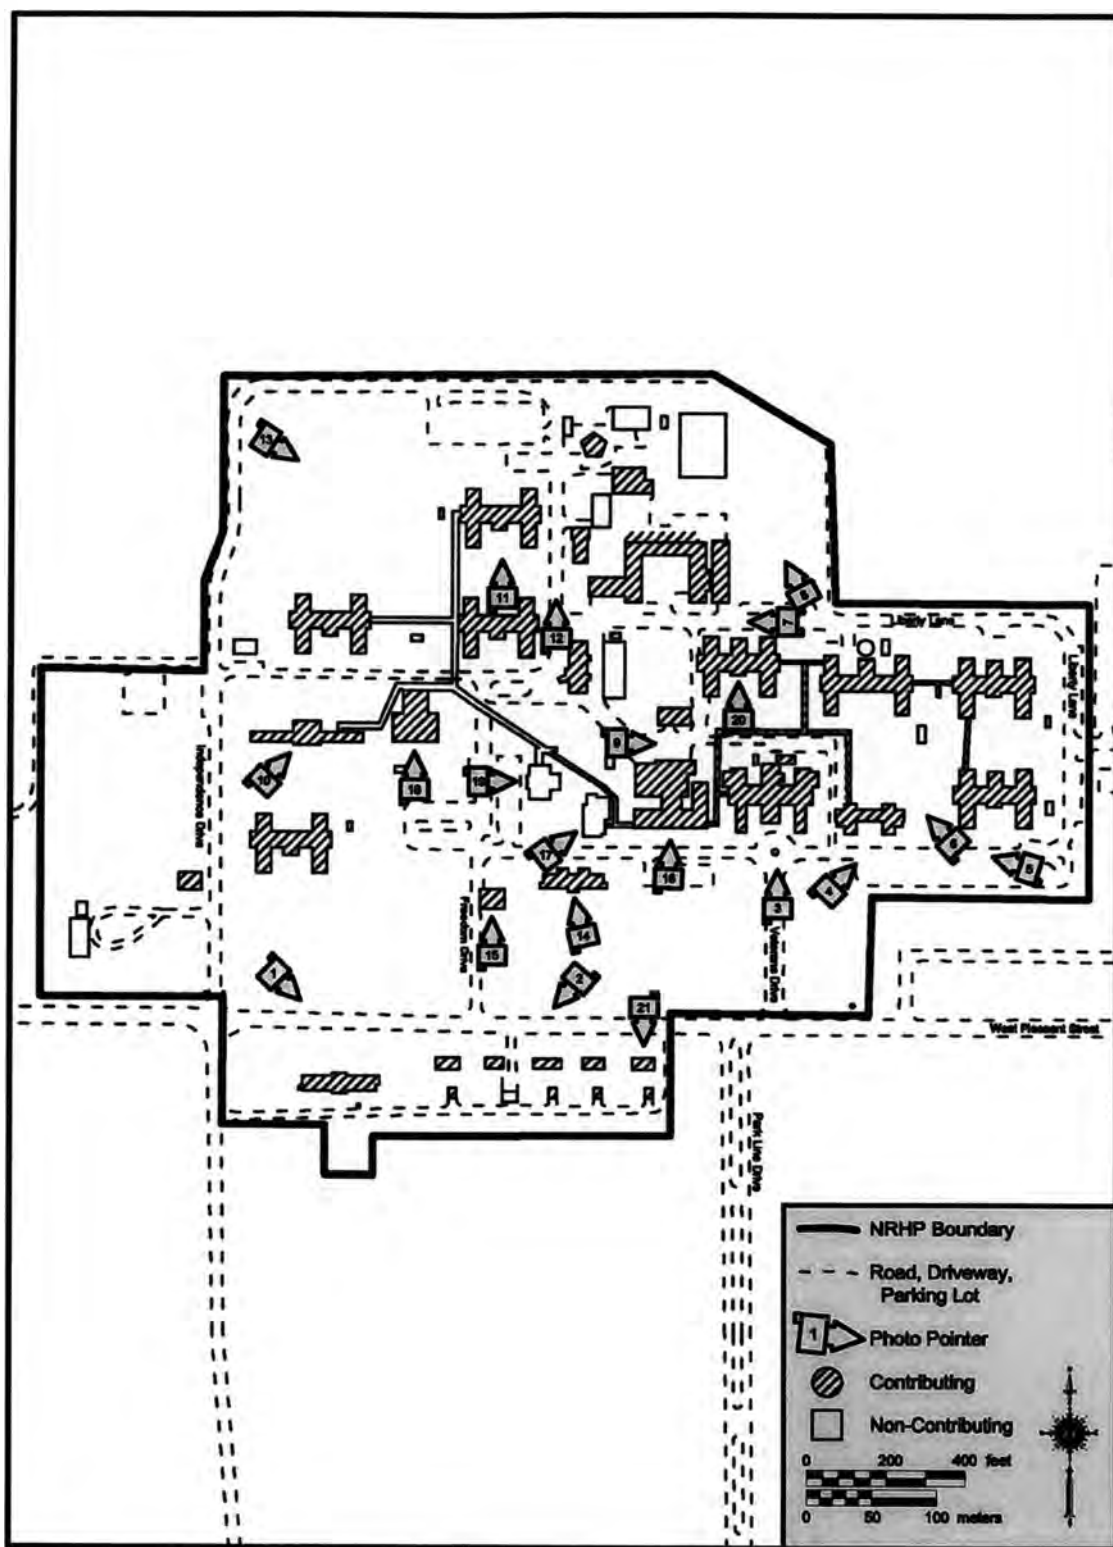 13
11
12
8
7
Liberty Lane
Liberty Lane
20
9
10
18
19
Independence Drive
17
16
6
5
4
3
15
14
Freedom Drive
Veterans Drive
1
2
21
West Pleasant Street
Park Line Drive
NRHP Boundary
Road, Driveway,
Parking Lot
1 Photo Pointer
Contributing
Non-Contributing
0 200 400 feet
0 50 100 meters